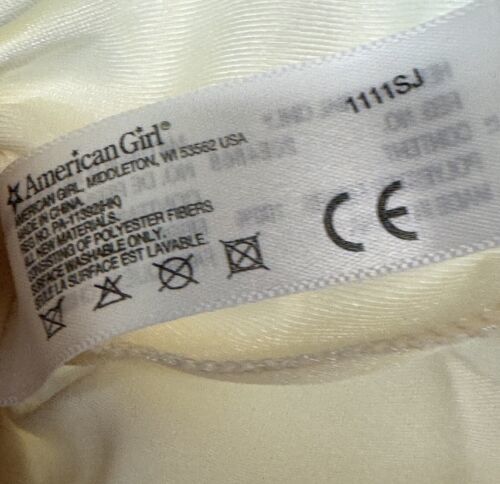 American Girl®
AMERICAN GIRL, MIDDLETON, WI 53562 USA
MADE IN CHINA.
REG. NO. PA-11392(HK)
ALL NEW MATERIALS.
CONSISTING OF POLYESTER FIBERS
SURFACE WASHABLE ONLY.
SEULE LA SURFACE EST LAVABLE.
1111SJ
CE